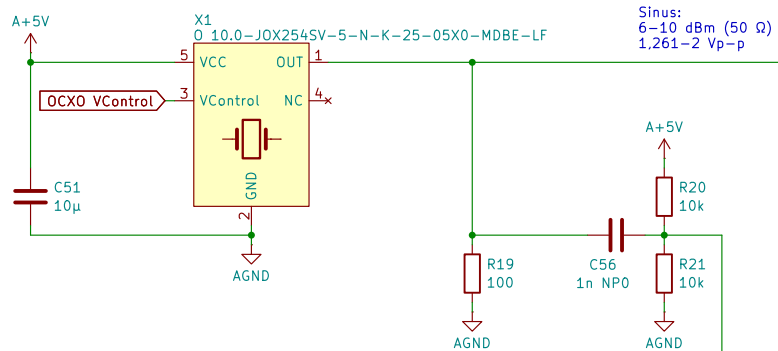 Sinus:
6-10 dBm (50 Ω)
1,261-2 Vp-p
A+5V
X1
O 10.0-JOX254SV-5-N-K-25-05X0-MDBE-LF
5
VCC
OUT
1
OCXO VControl
3
VControl
NC
4
GND
2
C51
10µ
AGND
A+5V
R20
10k
R19
100
C56
1n NP0
R21
10k
AGND
AGND